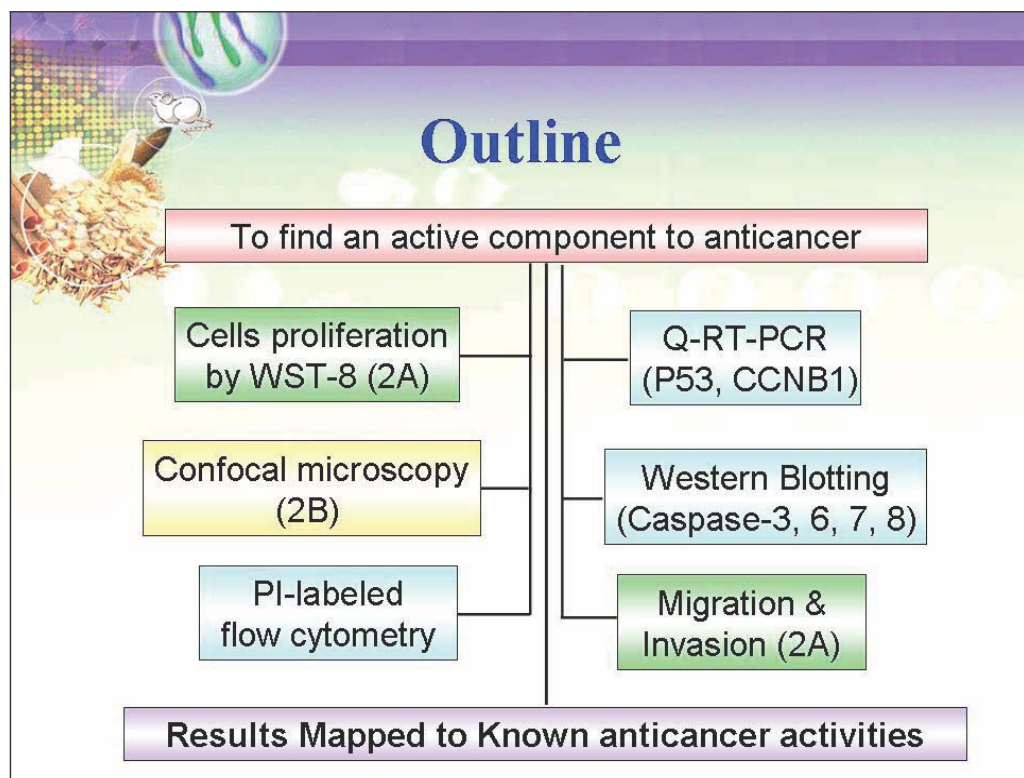 Outline
To find an active component to anticancer
Cells proliferation
by WST-8 (2A)
Q-RT-PCR
(P53, CCNB1)
Confocal microscopy
(2B)
Western Blotting
(Caspase-3, 6, 7, 8)
PI-labeled
flow cytometry
Migration &
Invasion (2A)
Results Mapped to Known anticancer activities